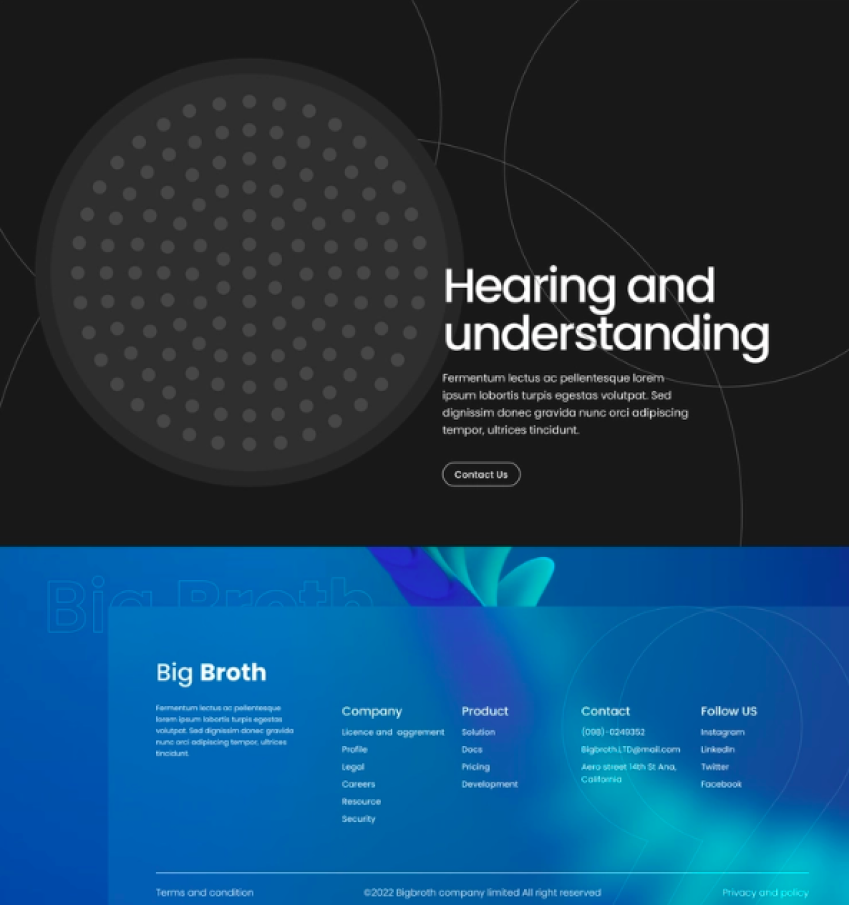 Hearing and
understanding
Fermentum lectus ac pellentesque lorem
ipsum lobortis turpis egestas volutpat. Sed
dignissim donec gravida nunc orci adipiscing
tempor, ultrices tincidunt.
Contact Us
Big Broth
Big Broth
Fermentum lectus ac pellentesque
lorem ipsum lobortis turpis egestas
volutpat. Sed dignissim donec gravida
nunc orci adipiscing tempor, ultrices
tincidunt.
Company
Licence and aggrement
Profile
Legal
Careers
Resource
Security
Product
Solution
Docs
Pricing
Development
Contact
(098)-0249352
Bigbroth.LTD@mail.com
Aero street 14th St Ana,
California
Follow US
Instagram
LinkedIn
Twitter
Facebook
Terms and condition
©2022 Bigbroth company limited All right reserved
Privacy and policy